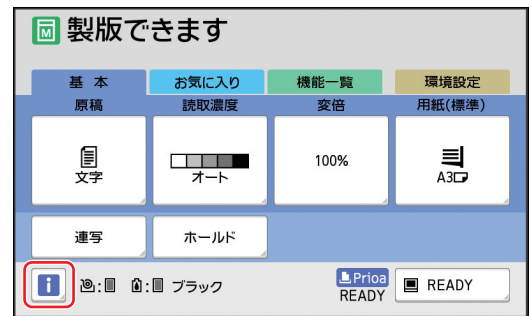 M 製版できます
基本 お気に入り 機能一覧 環境設定
原稿 読取濃度 変倍 用紙(標準)
文字 オート 100% A3
連写 ホールド
i : : ブラック Prioa READY READY